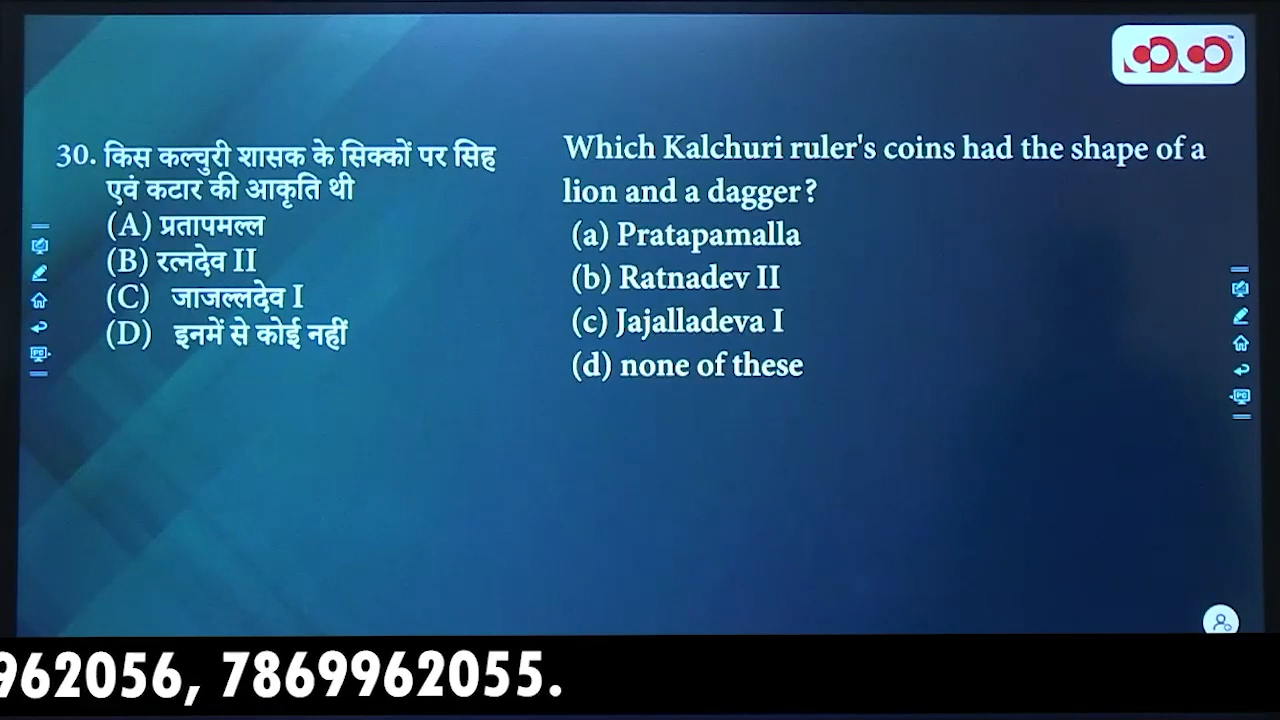 30. किस कल्चुरी शासक के सिक्कों पर सिह
एवं कटार की आकृति थी
(A) प्रतापमल्ल
(B) रत्नदेव II
(C) जाजल्लदेव I
(D) इनमें से कोई नहीं
Which Kalchuri ruler's coins had the shape of a
lion and a dagger?
(a) Pratapamalla
(b) Ratnadev II
(c) Jajalladeva I
(d) none of these
962056, 7869962055.